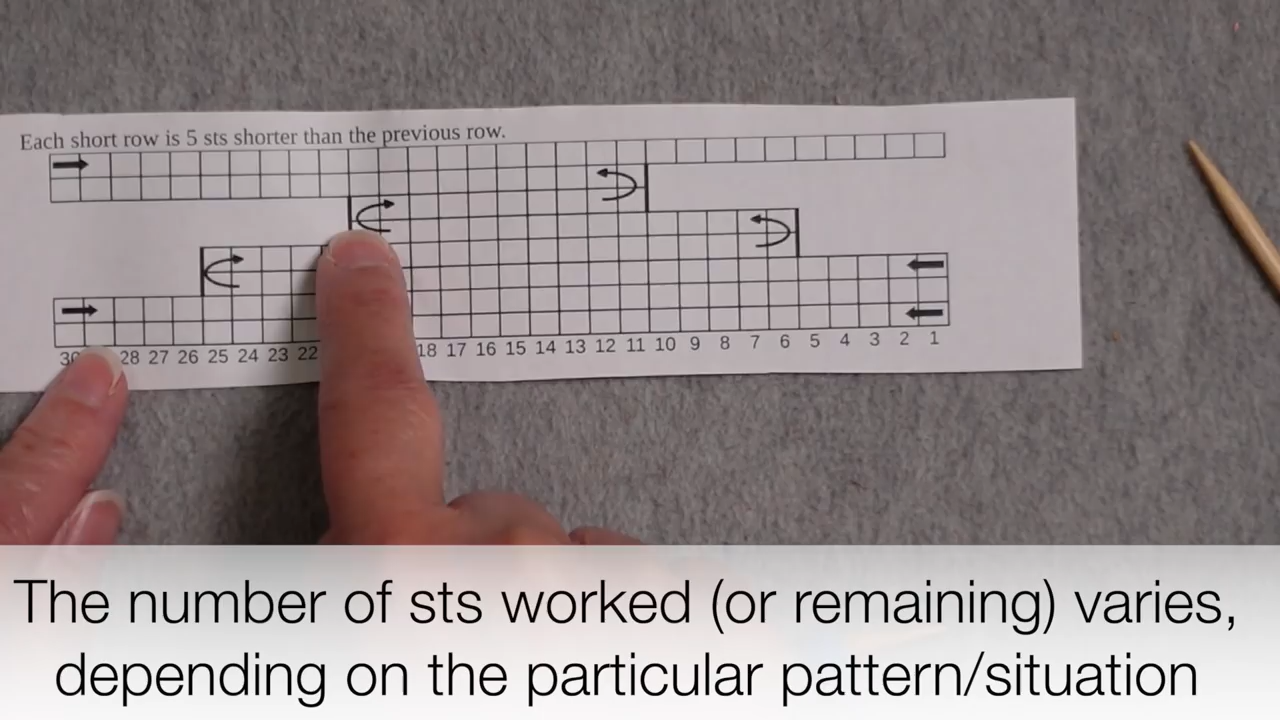 Each short row is 5 sts shorter than the previous row.
28 27 26 25 24 23 22 18 17 16 15 14 13 12 11 10 9 8 7 6 5 4 3 2 1
The number of sts worked (or remaining) varies,
depending on the particular pattern/situation